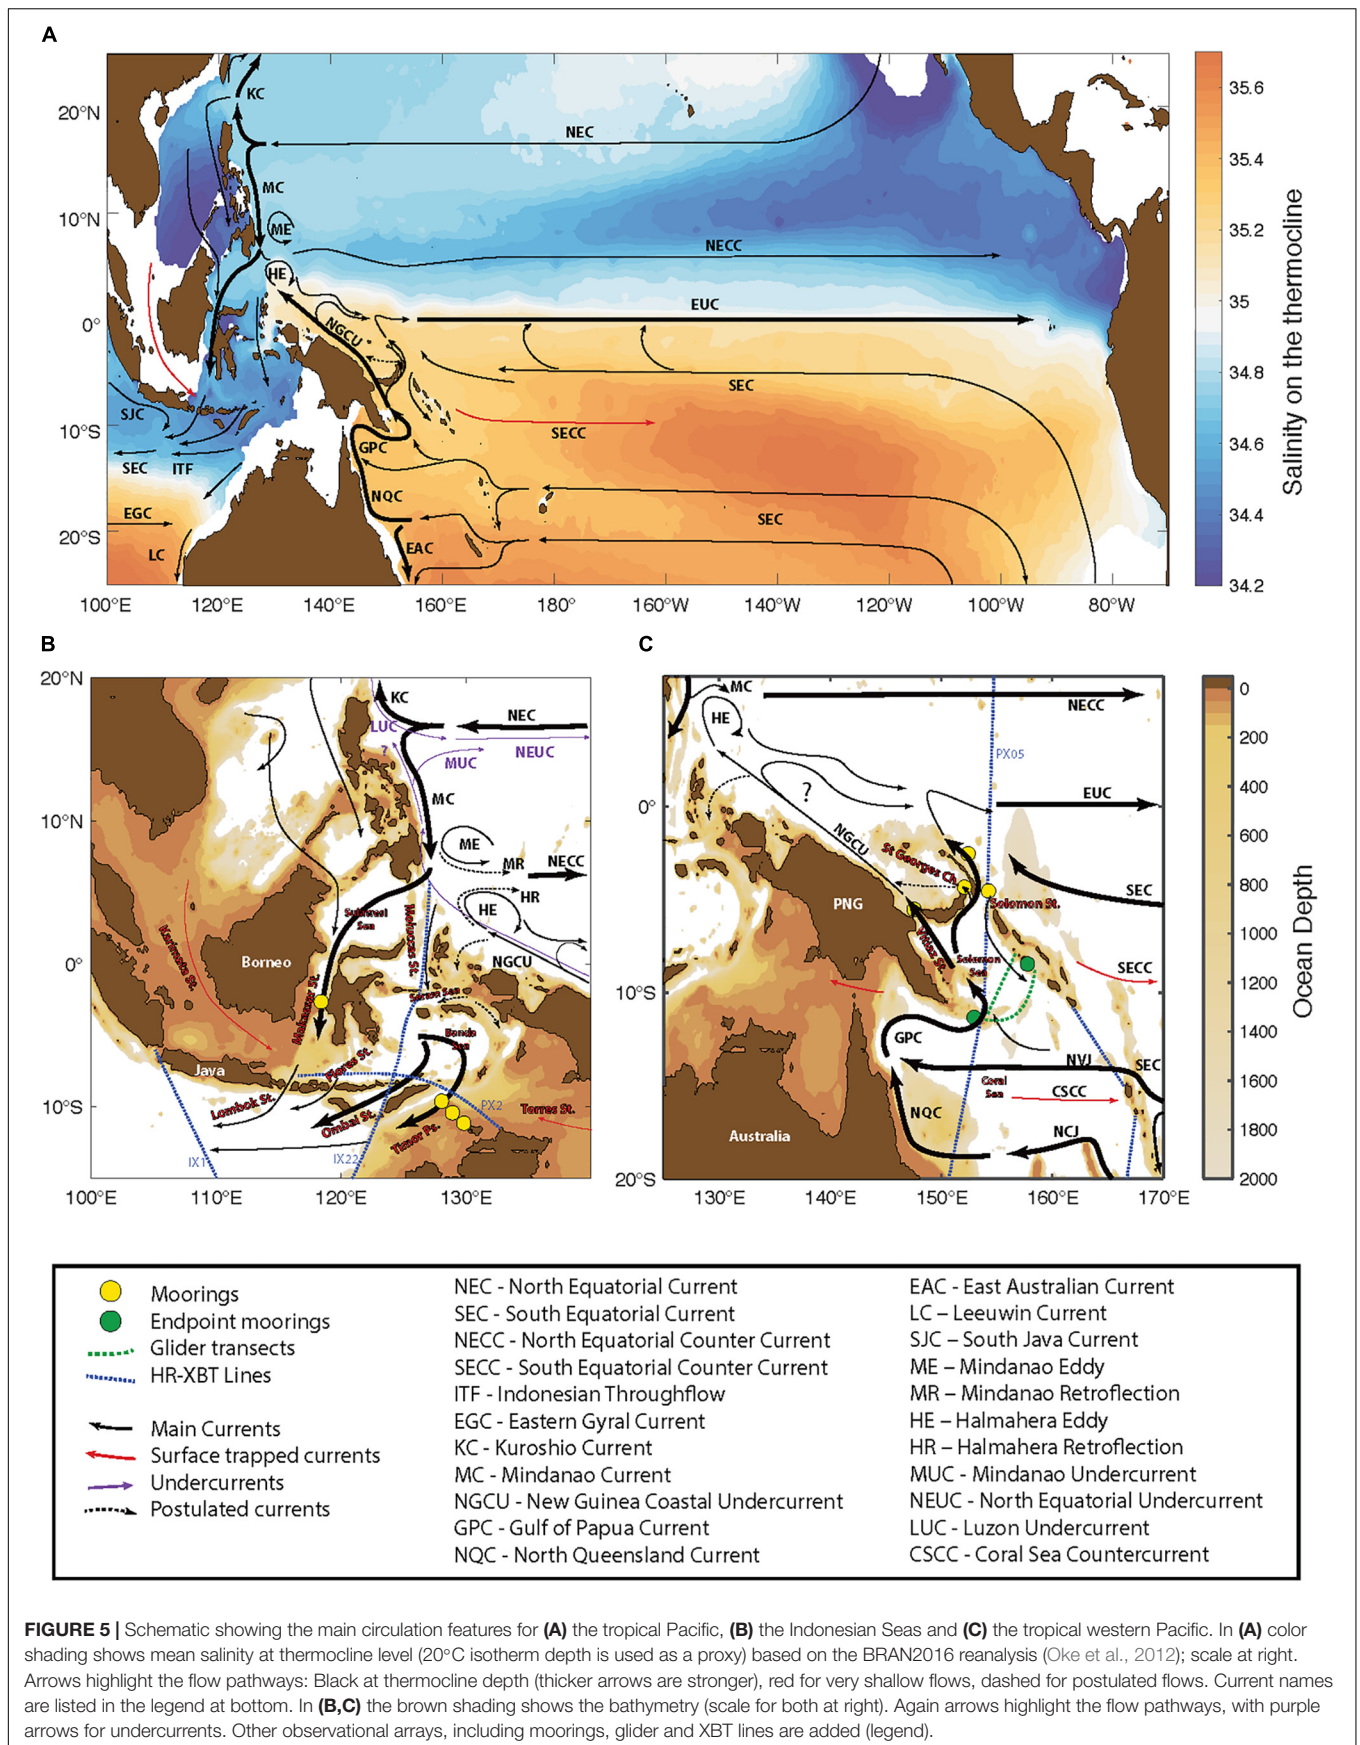 A
KC
NEC
MC
ME
NECC
HE
EUC
NGCU
SEC
SJC
SECC
GPC
SEC
ITF
NQC
SEC
EGC
LC
EAC
20°N
10°N
0°
10°S
20°S
100°E
120°E
140°E
160°E
180°W
160°W
140°W
120°W
100°W
80°W
35.6
35.4
35.2
35
34.8
34.6
34.4
34.2
Salinity on the thermocline
B
KC
NEC
LUC
NEUC
?
MUC
MC
ME
MR
NECC
HR
HE
NGCU
Sulawesi
Sea
Moluccas St.
Karimata St.
Borneo
Makassar St.
Seram Sea
Banda
Sea
Java
Flores St.
Lombok St.
Ombai St.
Timor Ps.
PX2
Torres St.
IX1
IX22
20°N
10°N
0°
10°S
100°E
110°E
120°E
130°E
C
MC
HE
NECC
PX05
?
EUC
NGCU
St Georges Ch.
SEC
PNG
Solomon St.
Vitiaz St.
Solomon
Sea
SECC
GPC
NVJ
SEC
Coral
Sea
CSCC
NQC
NCJ
Australia
0°
10°S
20°S
130°E
140°E
150°E
160°E
170°E
0
200
400
600
800
1000
1200
1400
1600
1800
2000
Ocean Depth
Moorings
Endpoint moorings
Glider transects
HR-XBT Lines
Main Currents
Surface trapped currents
Undercurrents
Postulated currents
NEC - North Equatorial Current
SEC - South Equatorial Current
NECC - North Equatorial Counter Current
SECC - South Equatorial Counter Current
ITF - Indonesian Throughflow
EGC - Eastern Gyral Current
KC - Kuroshio Current
MC - Mindanao Current
NGCU - New Guinea Coastal Undercurrent
GPC - Gulf of Papua Current
NQC - North Queensland Current
EAC - East Australian Current
LC – Leeuwin Current
SJC – South Java Current
ME – Mindanao Eddy
MR – Mindanao Retroflection
HE – Halmahera Eddy
HR – Halmahera Retroflection
MUC - Mindanao Undercurrent
NEUC - North Equatorial Undercurrent
LUC - Luzon Undercurrent
CSCC - Coral Sea Countercurrent
FIGURE 5 | Schematic showing the main circulation features for (A) the tropical Pacific, (B) the Indonesian Seas and (C) the tropical western Pacific. In (A) color
shading shows mean salinity at thermocline level (20°C isotherm depth is used as a proxy) based on the BRAN2016 reanalysis (Oke et al., 2012); scale at right.
Arrows highlight the flow pathways: Black at thermocline depth (thicker arrows are stronger), red for very shallow flows, dashed for postulated flows. Current names
are listed in the legend at bottom. In (B,C) the brown shading shows the bathymetry (scale for both at right). Again arrows highlight the flow pathways, with purple
arrows for undercurrents. Other observational arrays, including moorings, glider and XBT lines are added (legend).